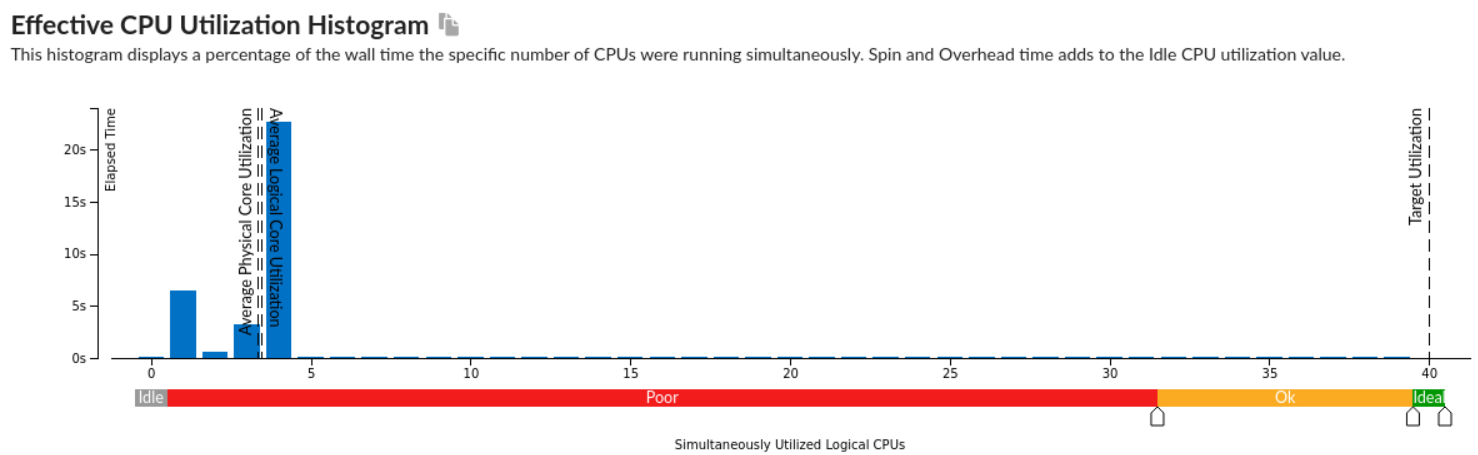 Effective CPU Utilization Histogram
This histogram displays a percentage of the wall time the specific number of CPUs were running simultaneously. Spin and Overhead time adds to the Idle CPU utilization value.
Elapsed Time
20s
15s
10s
5s
0s
Average Physical Core Utilization
Average Logical Core Utilization
Target Utilization
0 5 10 15 20 25 30 35 40
Idle Poor Ok Ideal
Simultaneously Utilized Logical CPUs